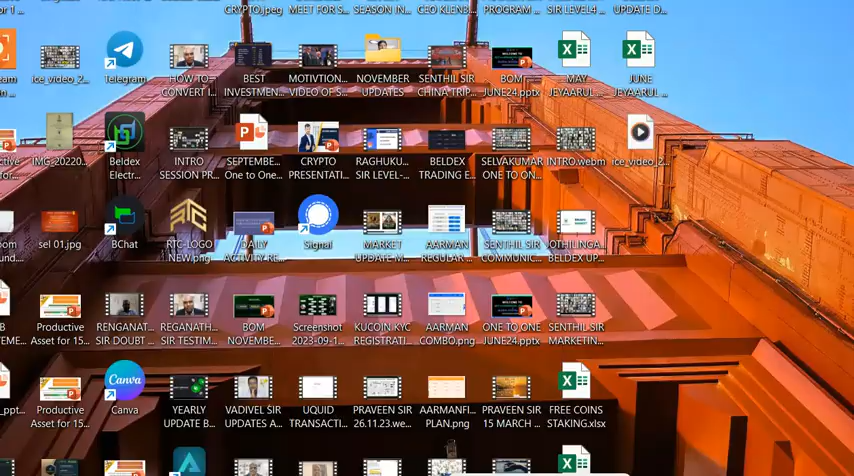 CRYPTO.jpeg
MEET FOR S...
SEASON IN...
CEO KLENB...
PROGRAM ...
SIR LEVEL4 ...
UPDATE D...
ice_video_2...
Telegram
HOW-TO-
CONVERT I...
BEST
INVESTMEN...
MOTIVTION...
VIDEO OF S...
NOVEMBER
UPDATES
SENTHIL SIR
CHINA TRIP...
BOM
JUNE24.pptx
MAY
JEYAARUL ...
JUNE
JEYAARUL ...
IMG-20220...
Beldex
Electr...
INTRO
SESSION PR...
SEPTEMBE...
One to One...
CRYPTO
PRESENTATI...
RAGHUKU...
SIR LEVEL-...
BELDEX
TRADING E...
SELVAKUMAR
ONE TO ON...
INTRO.webm
ice_video_2...
sel 01.jpg
BChat
RTC-LOGO
NEW.png
DAILY
ACTIVITY RE...
Signal
MARKET
UPDATE M...
AARMAN
REGULAR ...
SENTHIL SIR
COMMUNIC...
JOTHILINGA...
BELDEX UP...
Productive
Asset for 15...
RENGANAT...
SIR DOUBT ...
REGANATH...
SIR TESTIM...
BOM
NOVEMBE...
Screenshot
2023-09-1...
KUCOIN KYC
REGISTRATI...
AARMAN
COMBO.png
ONE TO ONE
JUNE24.pptx
SENTHIL SIR
MARKETIN...
Productive
Asset for 15...
Canva
YEARLY
UPDATE B...
VADIVEL SIR
UPDATES A...
UQUID
TRANSACTI...
PRAVEEN SIR
26.11.23.we...
AARMANFI...
PLAN.png
PRAVEEN SIR
15 MARCH ...
FREE COINS
STAKING.xlsx